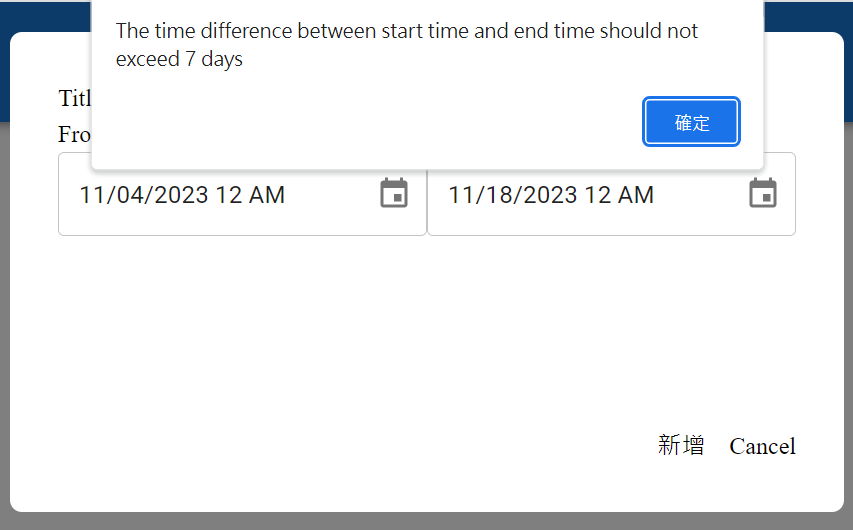 The time difference between start time and end time should not
exceed 7 days
確定
Titl
Fro
11/04/2023 12 AM
11/18/2023 12 AM
新增 Cancel